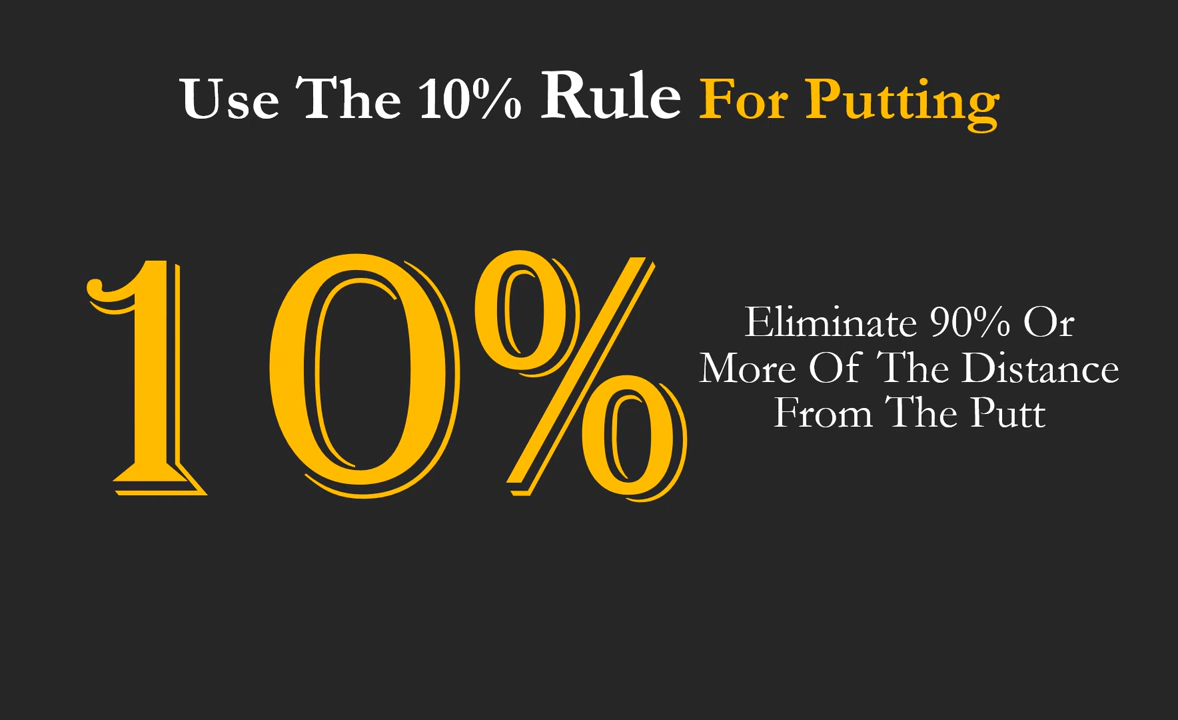 Use The 10% Rule For Putting
10%
Eliminate 90% Or
More Of The Distance
From The Putt